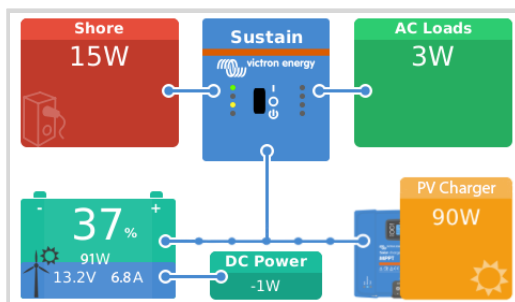 Shore
15W
Sustain
victron energy
AC Loads
3W
37%
91W
13.2V 6.8A
DC Power
-1W
PV Charger
90W